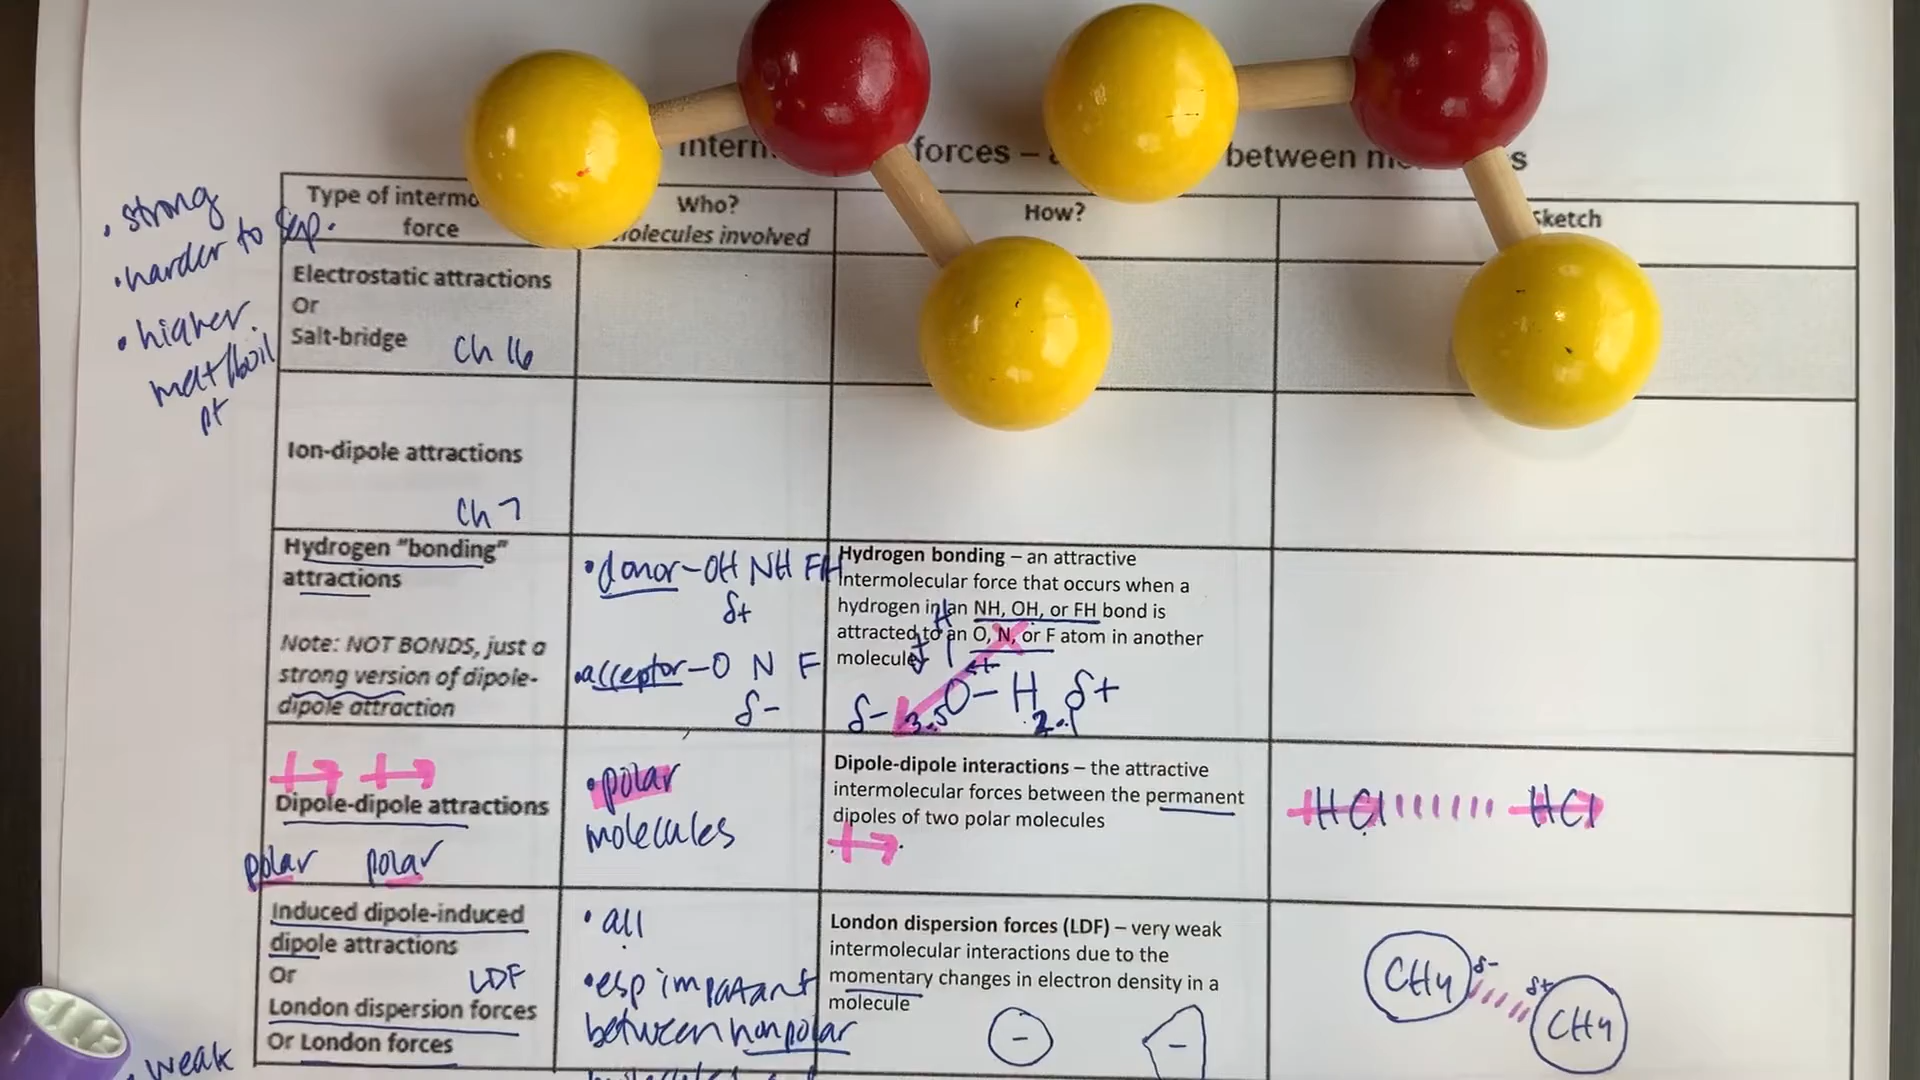 forces –
between
Type of intermo
force
Who?
olecules involved
How?
Sketch
• strong
• harder to sep.
• higher
melt/boil
pt
Electrostatic attractions
Or
Salt-bridge
Ch 16
Ion-dipole attractions
Ch 7
Hydrogen "bonding"
attractions
Note: NOT BONDS, just a
strong version of dipole-
dipole attraction
• donor - OH NH FH
δ+
• acceptor - O N F
δ-
Hydrogen bonding – an attractive
intermolecular force that occurs when a
hydrogen in an NH, OH, or FH bond is
attracted to an O, N, or F atom in another
molecule
H
δ- O - H δ+
3.5 2.1
Dipole-dipole attractions
polar polar
• polar
molecules
Dipole-dipole interactions – the attractive
intermolecular forces between the permanent
dipoles of two polar molecules
HCl HCl
Induced dipole-induced
dipole attractions
Or
LDF
London dispersion forces
Or London forces
• all
• esp important
between nonpolar
London dispersion forces (LDF) – very weak
intermolecular interactions due to the
momentary changes in electron density in a
molecule
- -
CH4 δ- δ+ CH4
• weak